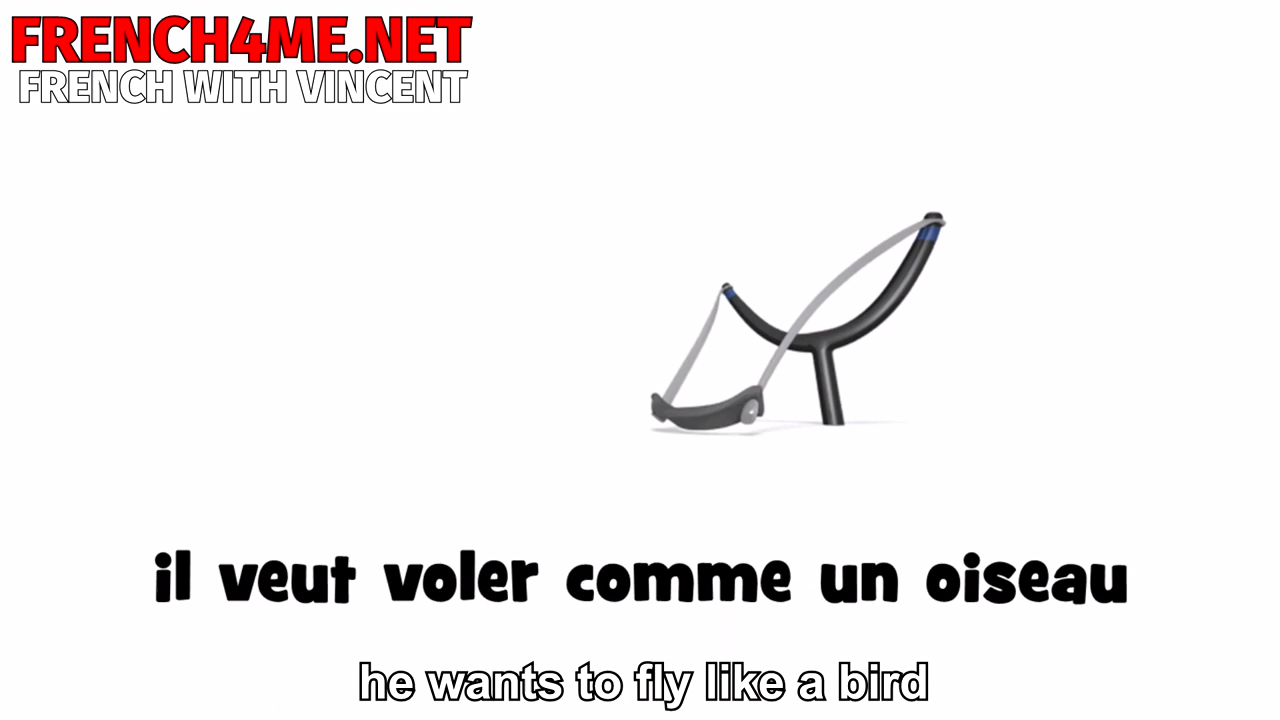 FRENCH4ME.NET
FRENCH WITH VINCENT
il veut voler comme un oiseau
he wants to fly like a bird